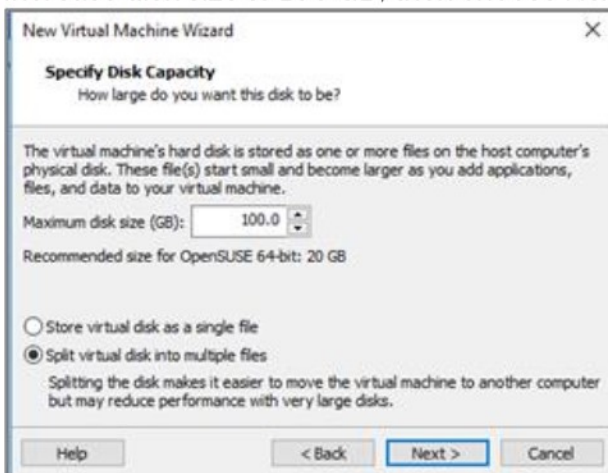 New Virtual Machine Wizard
Specify Disk Capacity
How large do you want this disk to be?
The virtual machine's hard disk is stored as one or more files on the host computer's
physical disk. These file(s) start small and become larger as you add applications,
files, and data to your virtual machine.
Maximum disk size (GB): 100.0
Recommended size for OpenSUSE 64-bit: 20 GB
Store virtual disk as a single file
Split virtual disk into multiple files
Splitting the disk makes it easier to move the virtual machine to another computer
but may reduce performance with very large disks.
Help < Back Next > Cancel